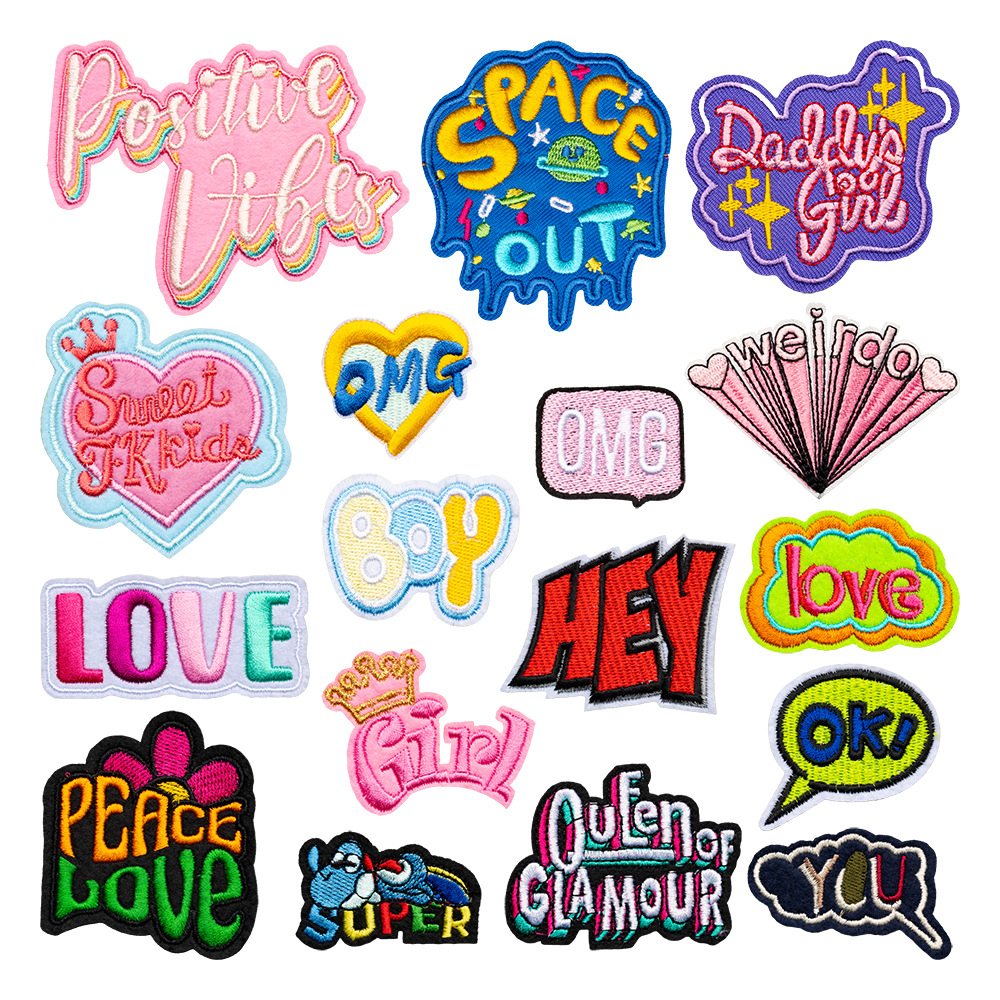 Positive
Vibes
SPACE
OUT
Daddy's
Girl
Sweet
JKkids
OMG
OMG
weirdo
BOY
LOVE
HEY
love
Girl
OK!
PEACE
LOVE
SUPER
QuEEn OF
GLAMOUR
YOU